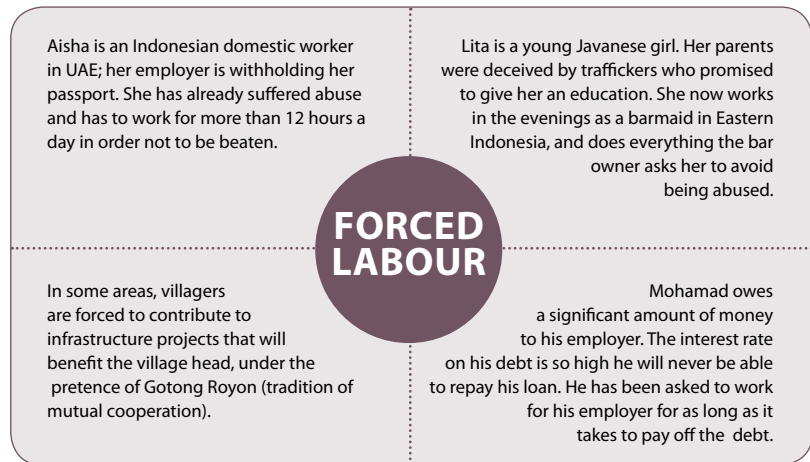 Aisha is an Indonesian domestic worker
in UAE; her employer is withholding her
passport. She has already suffered abuse
and has to work for more than 12 hours a
day in order not to be beaten.
Lita is a young Javanese girl. Her parents
were deceived by traffickers who promised
to give her an education. She now works
in the evenings as a barmaid in Eastern
Indonesia, and does everything the bar
owner asks her to avoid
being abused.
FORCED
LABOUR
In some areas, villagers
are forced to contribute to
infrastructure projects that will
benefit the village head, under the
pretence of Gotong Royon (tradition of
mutual cooperation).
Mohamad owes
a significant amount of money
to his employer. The interest rate
on his debt is so high he will never be able
to repay his loan. He has been asked to work
for his employer for as long as it
takes to pay off the debt.